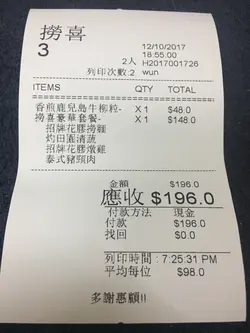 撈喜
3
12/10/2017
18:55:00
2人 H2017001726
列印次數:2 wun
ITEMS QTY TOTAL
香煎鹿兒島牛柳粒- X 1 $48.0
撈喜豪華套餐- X 1 $148.0
招牌花膠撈麵
灼田園清蔬
招牌花膠燉雞
泰式豬頸肉
金額 $196.0
應收 $196.0
付款方法 現金
付款 $196.0
找回 $0.0
列印時間 : 7:25:31 PM
平均每位 $98.0
多謝惠顧!!